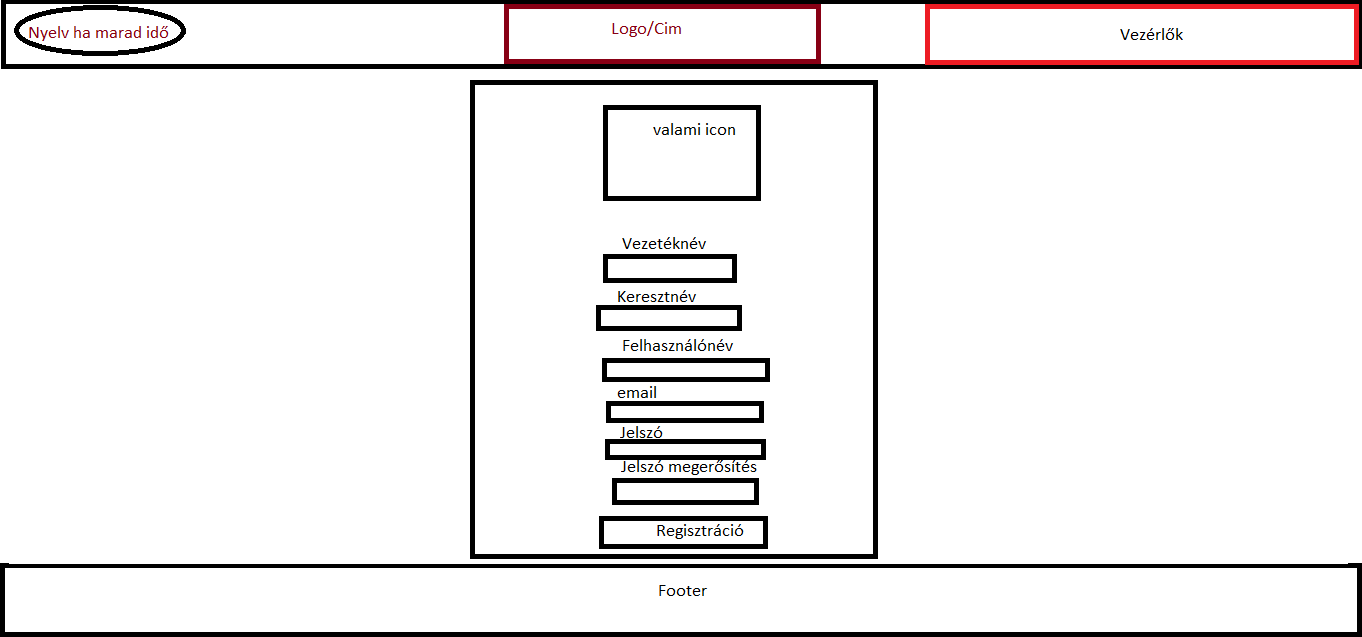 Nyelv ha marad idő
Logo/Cim
Vezérlők
valami icon
Vezetéknév
Keresztnév
Felhasználónév
email
Jelszó
Jelszó megerősítés
Regisztráció
Footer